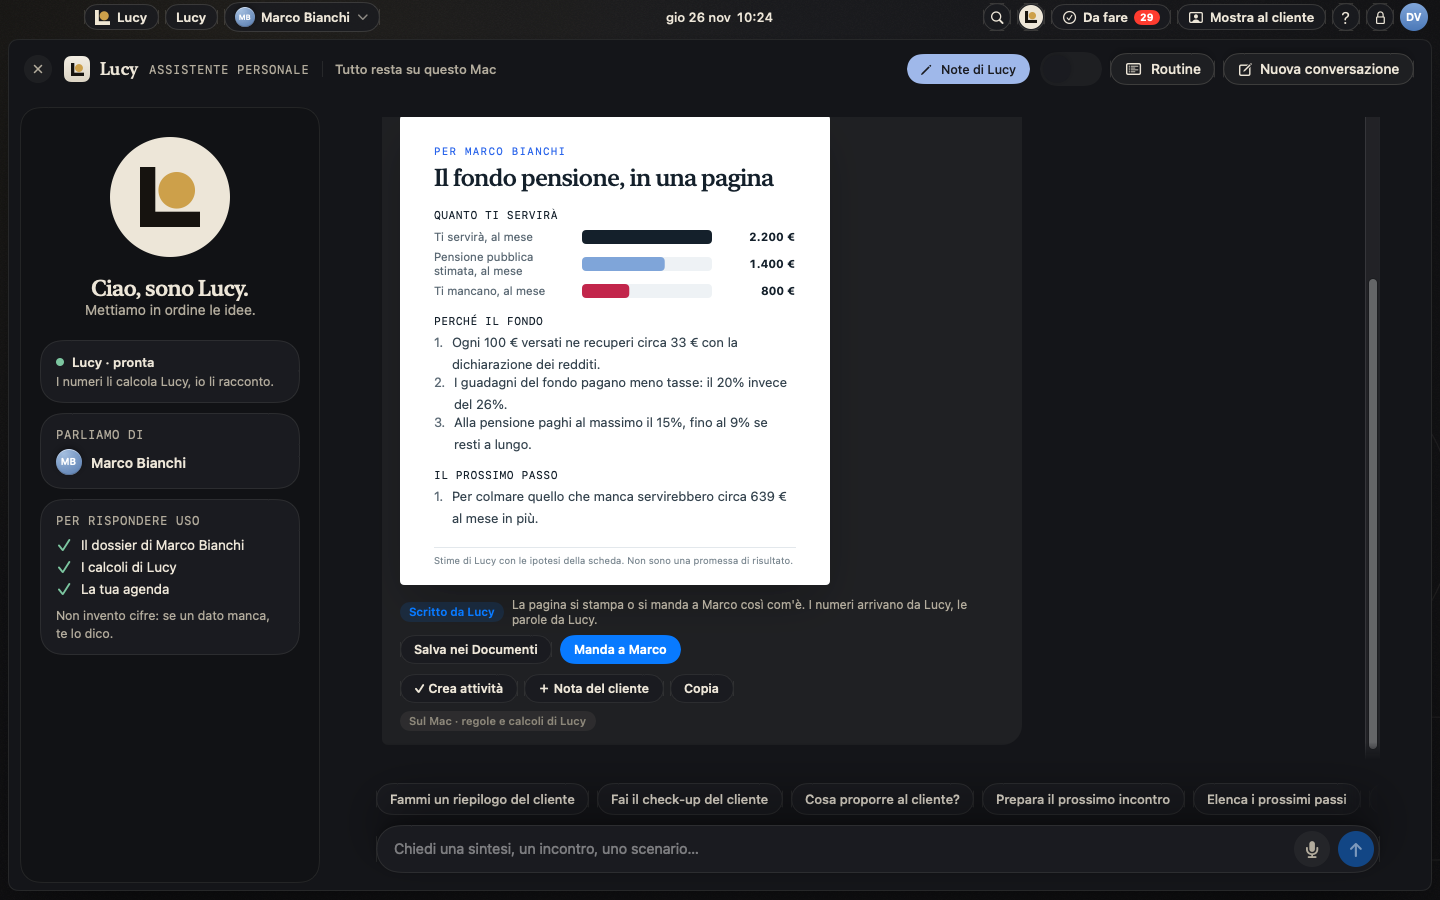 Lucy
Lucy
MB Marco Bianchi
gio 26 nov 10:24
Da fare 29
Mostra al cliente
?
DV
Lucy ASSISTENTE PERSONALE
Tutto resta su questo Mac
Note di Lucy
Routine
Nuova conversazione
Ciao, sono Lucy.
Mettiamo in ordine le idee.
Lucy · pronta
I numeri li calcola Lucy, io li racconto.
PARLIAMO DI
MB Marco Bianchi
PER RISPONDERE USO
Il dossier di Marco Bianchi
I calcoli di Lucy
La tua agenda
Non invento cifre: se un dato manca,
te lo dico.
PER MARCO BIANCHI
Il fondo pensione, in una pagina
QUANTO TI SERVIRÀ
Ti servirà, al mese 2.200 €
Pensione pubblica
stimata, al mese 1.400 €
Ti mancano, al mese 800 €
PERCHÉ IL FONDO
1. Ogni 100 € versati ne recuperi circa 33 € con la
dichiarazione dei redditi.
2. I guadagni del fondo pagano meno tasse: il 20% invece
del 26%.
3. Alla pensione paghi al massimo il 15%, fino al 9% se
resti a lungo.
IL PROSSIMO PASSO
1. Per colmare quello che manca servirebbero circa 639 €
al mese in più.
Stime di Lucy con le ipotesi della scheda. Non sono una promessa di risultato.
Scritto da Lucy
La pagina si stampa o si manda a Marco così com'è. I numeri arrivano da Lucy, le
parole da Lucy.
Salva nei Documenti
Manda a Marco
Crea attività
Nota del cliente
Copia
Sul Mac · regole e calcoli di Lucy
Fammi un riepilogo del cliente
Fai il check-up del cliente
Cosa proporre al cliente?
Prepara il prossimo incontro
Elenca i prossimi passi
Chiedi una sintesi, un incontro, uno scenario...